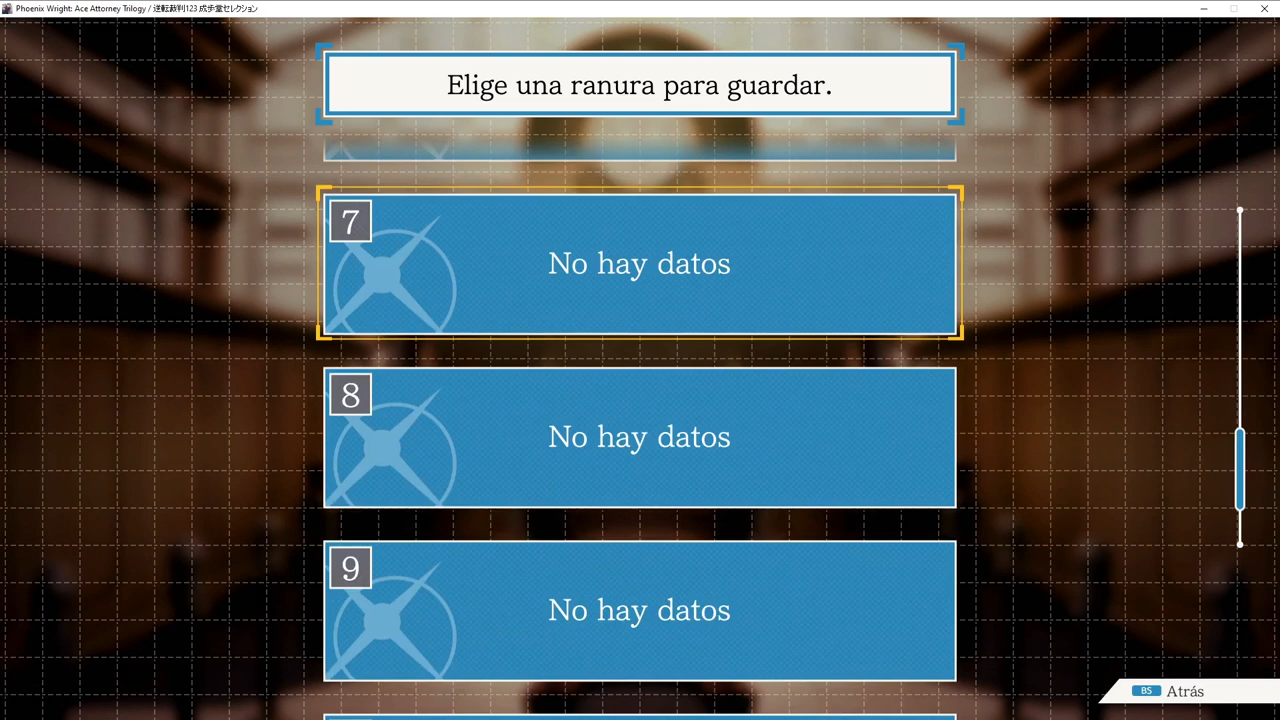 Phoenix Wright: Ace Attorney Trilogy / 逆転裁判123 成歩堂セレクション
Elige una ranura para guardar.
7
No hay datos
8
No hay datos
9
No hay datos
BS Atrás